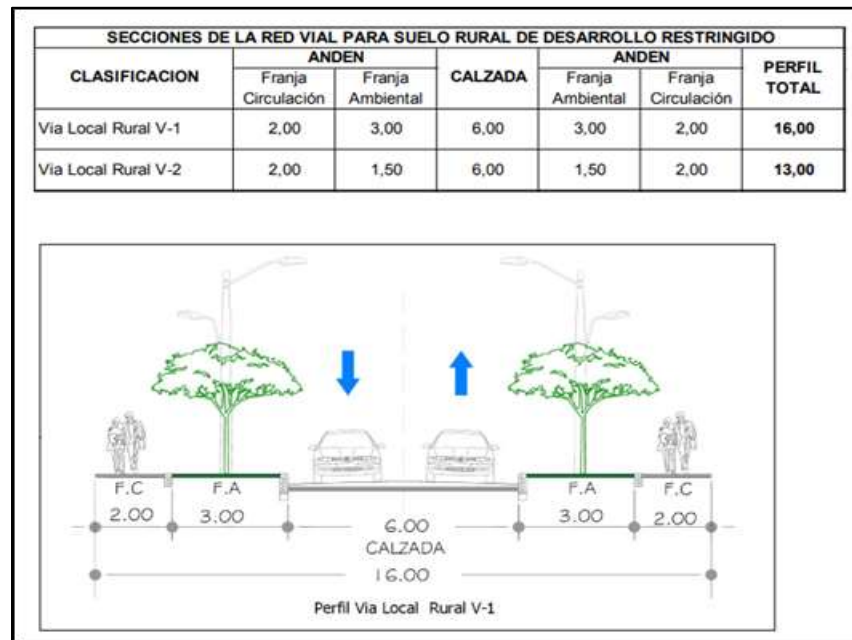 SECCIONES DE LA RED VIAL PARA SUELO RURAL DE DESARROLLO RESTRINGIDO
CLASIFICACION ANDEN CALZADA ANDEN PERFIL TOTAL
Franja Circulación Franja Ambiental Franja Ambiental Franja Circulación
Via Local Rural V-1 2,00 3,00 6,00 3,00 2,00 16,00
Via Local Rural V-2 2,00 1,50 6,00 1,50 2,00 13,00
F.C F.A F.A F.C
2.00 3.00 6.00 3.00 2.00
CALZADA
16.00
Perfil Via Local Rural V-1